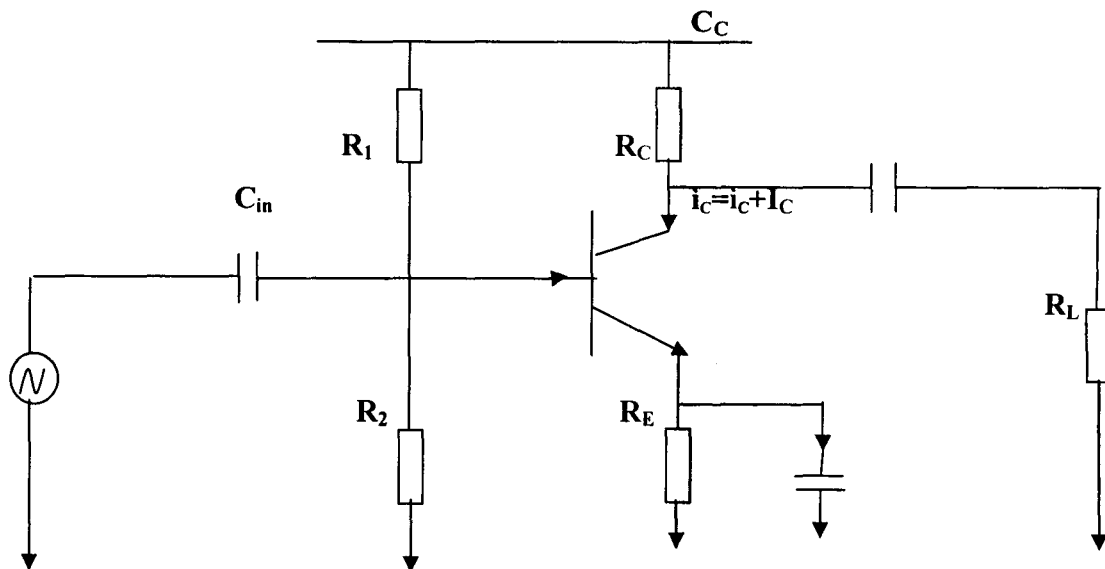 C_C
R_1
R_C
C_in
i_C=i_C+I_C
R_L
R_2
R_E